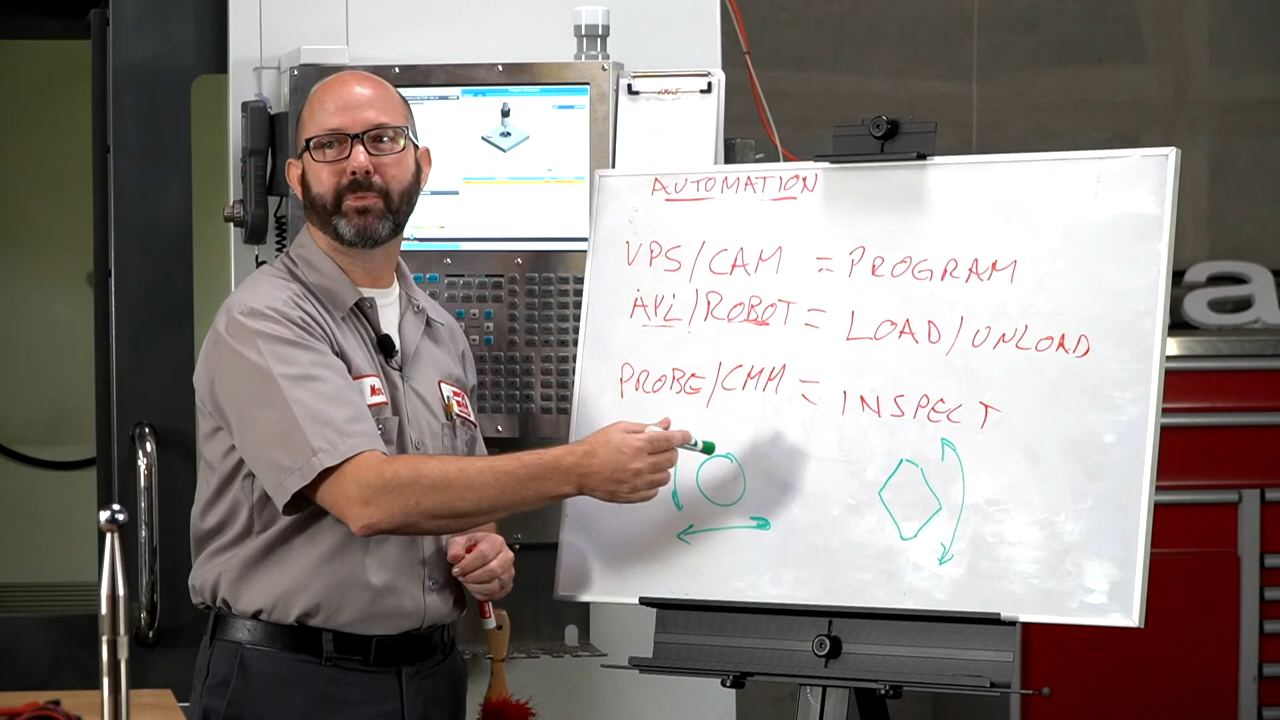 AUTOMATION
VPS/CAM = PROGRAM
APL/ROBOT = LOAD/UNLOAD
PROBE/CMM = INSPECT
a